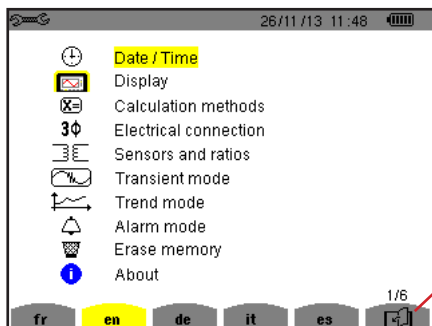 26/11/13 11:48
Date / Time
Display
X= Calculation methods
3ϕ Electrical connection
Sensors and ratios
Transient mode
Trend mode
Alarm mode
Erase memory
i About
1/6
fr en de it es